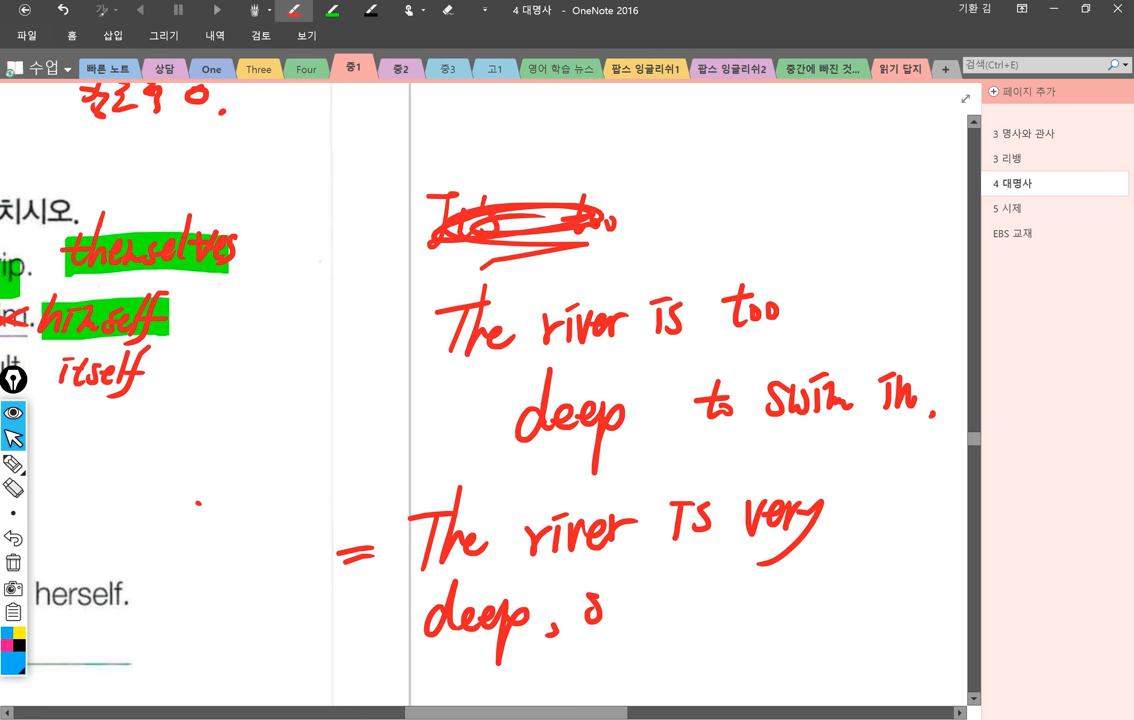 4 대명사 - OneNote 2016
기환 김
파일 홈 삽입 그리기 내역 검토 보기
수업 빠른 노트 상담 One Three Four 중1 중2 중3 고1 영어 학습 뉴스 팝스 잉글리쉬1 팝스 잉글리쉬2 중간에 빠진 것... 읽기 답지 +
검색(Ctrl+E)
페이지 추가
3 명사와 관사
3 리뱅
4 대명사
5 시제
EBS 교재
치시오.
themselves
himself
itself
herself.
The river is too
deep to swim in.
= The river is very
deep, s